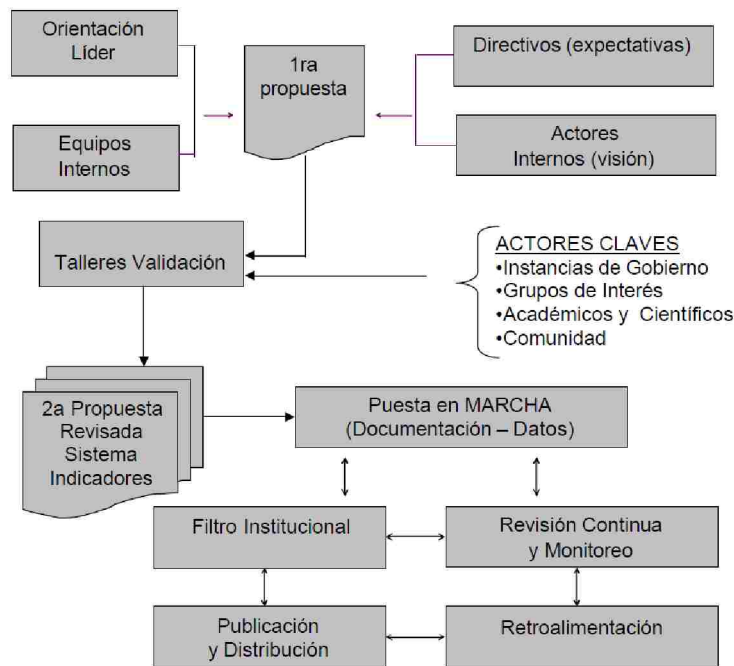 Orientación
Líder
1ra
propuesta
Directivos (expectativas)
Equipos
Internos
Actores
Internos (visión)
Talleres Validación
ACTORES CLAVES
•Instancias de Gobierno
•Grupos de Interés
•Académicos y Científicos
•Comunidad
2a Propuesta
Revisada
Sistema
Indicadores
Puesta en MARCHA
(Documentación – Datos)
Filtro Institucional
Revisión Continua
y Monitoreo
Publicación
y Distribución
Retroalimentación